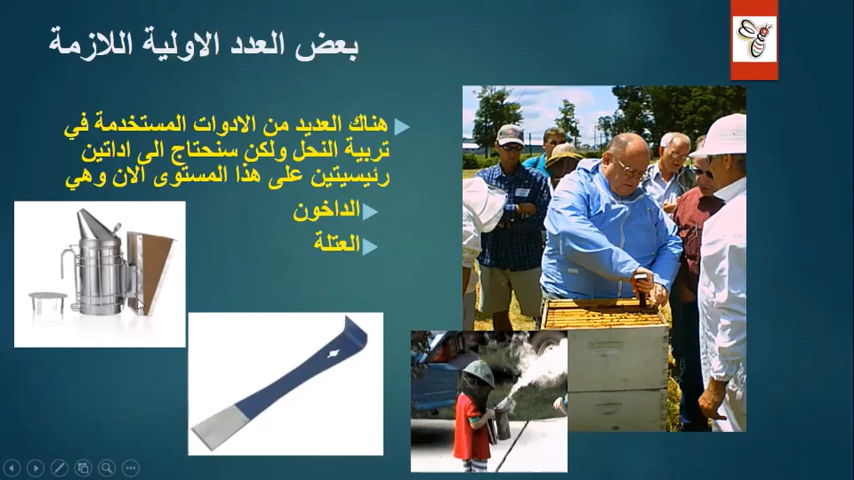 بعض العدد الاولية اللازمة
هناك العديد من الادوات المستخدمة في
تربية النحل ولكن سنحتاج الى اداتين
رئيسيتين على هذا المستوى الان وهي
الداخون
العتلة